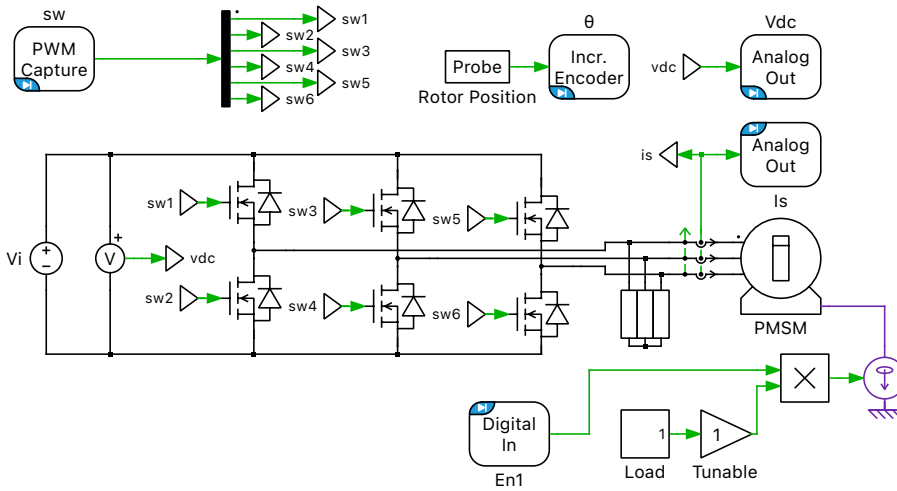 sw
PWM
Capture
sw1
sw2
sw3
sw4
sw5
sw6
Probe
Rotor Position
θ
Incr.
Encoder
vdc
Vdc
Analog
Out
is
Analog
Out
Is
Vi
+
−
+
V
vdc
sw1
sw2
sw3
sw4
sw5
sw6
PMSM
Digital
In
En1
1
Load
1
Tunable
×